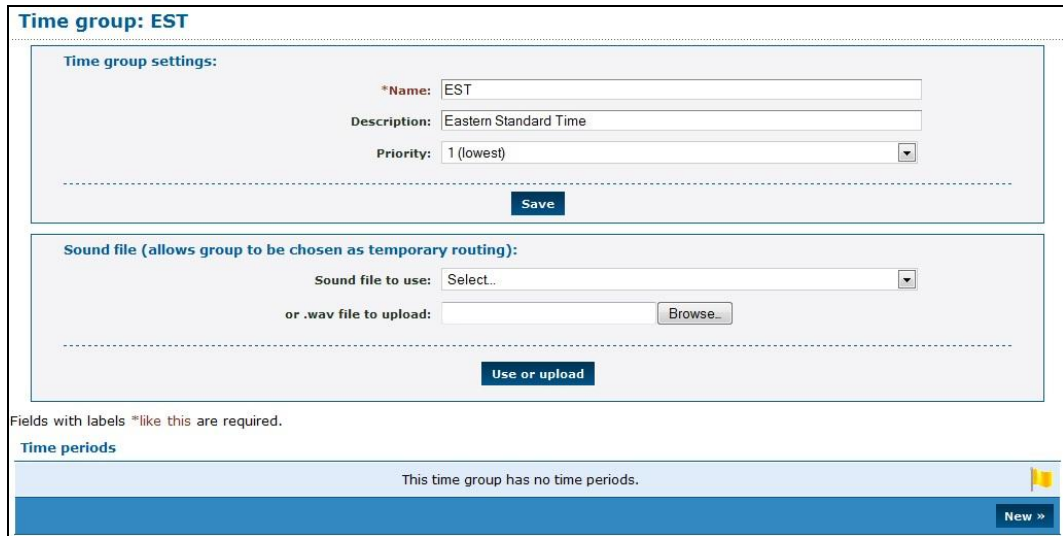 Time group: EST
Time group settings:
*Name: EST
Description: Eastern Standard Time
Priority: 1 (lowest)
Save
Sound file (allows group to be chosen as temporary routing):
Sound file to use: Select...
or .wav file to upload: Browse...
Use or upload
Fields with labels *like this are required.
Time periods
This time group has no time periods.
New »